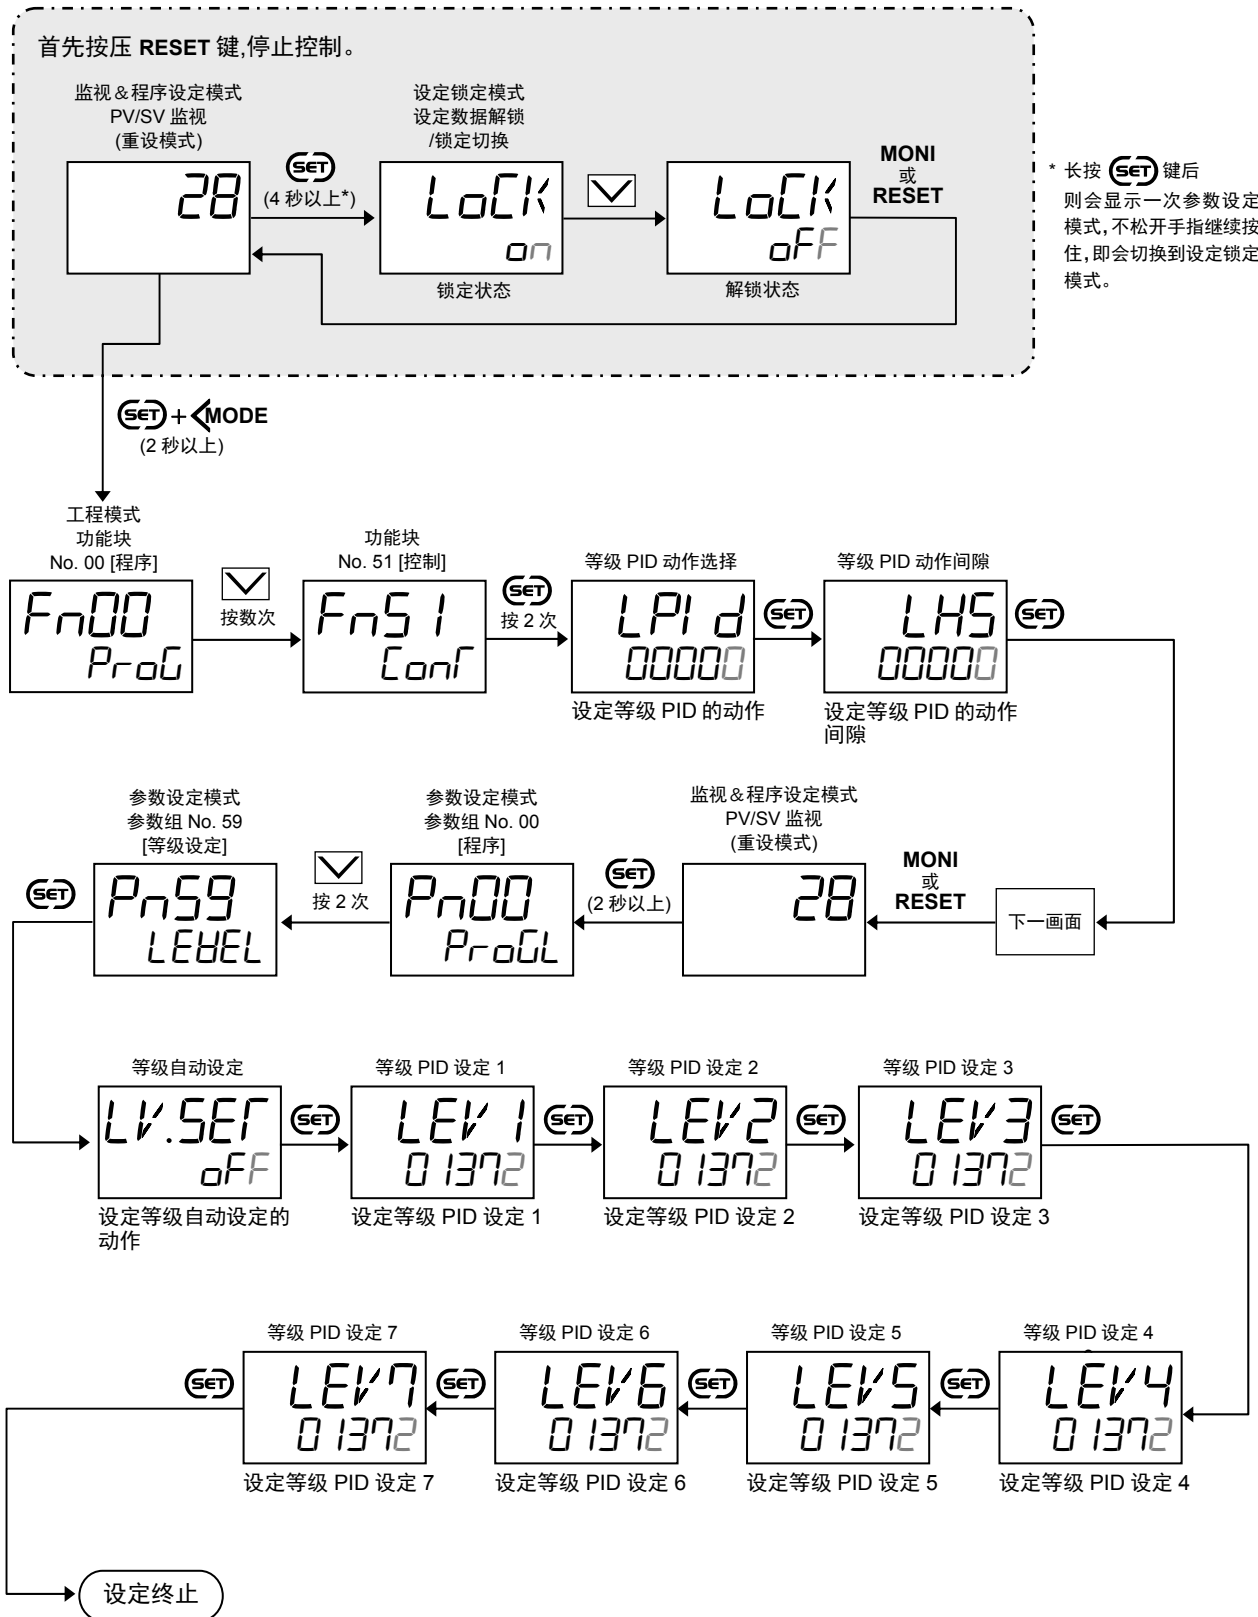 首先按压 RESET 键,停止控制。
监视&程序设定模式
PV/SV 监视
(重设模式)
28
SET
(4 秒以上*)
设定锁定模式
设定数据解锁
/锁定切换
LoCK
on
锁定状态
LoCK
oFF
解锁状态
MONI
或
RESET
* 长按 SET 键后
则会显示一次参数设定
模式,不松开手指继续按
住,即会切换到设定锁定
模式。
SET + MODE
(2 秒以上)
工程模式
功能块
No. 00 [程序]
Fn00
ProG
按数次
功能块
No. 51 [控制]
Fn51
ConT
SET
按 2 次
等级 PID 动作选择
LPId
00000
设定等级 PID 的动作
SET
等级 PID 动作间隙
LHS
00000
设定等级 PID 的动作
间隙
SET
下一画面
MONI
或
RESET
监视&程序设定模式
PV/SV 监视
(重设模式)
28
SET
(2 秒以上)
参数设定模式
参数组 No. 00
[程序]
Pn00
ProGL
按 2 次
参数设定模式
参数组 No. 59
[等级设定]
Pn59
LEVEL
SET
等级自动设定
LV.SET
oFF
设定等级自动设定的
动作
SET
等级 PID 设定 1
LEV1
01372
设定等级 PID 设定 1
SET
等级 PID 设定 2
LEV2
01372
设定等级 PID 设定 2
SET
等级 PID 设定 3
LEV3
01372
设定等级 PID 设定 3
SET
等级 PID 设定 4
LEV4
01372
设定等级 PID 设定 4
SET
等级 PID 设定 5
LEV5
01372
设定等级 PID 设定 5
SET
等级 PID 设定 6
LEV6
01372
设定等级 PID 设定 6
SET
等级 PID 设定 7
LEV7
01372
设定等级 PID 设定 7
SET
设定终止